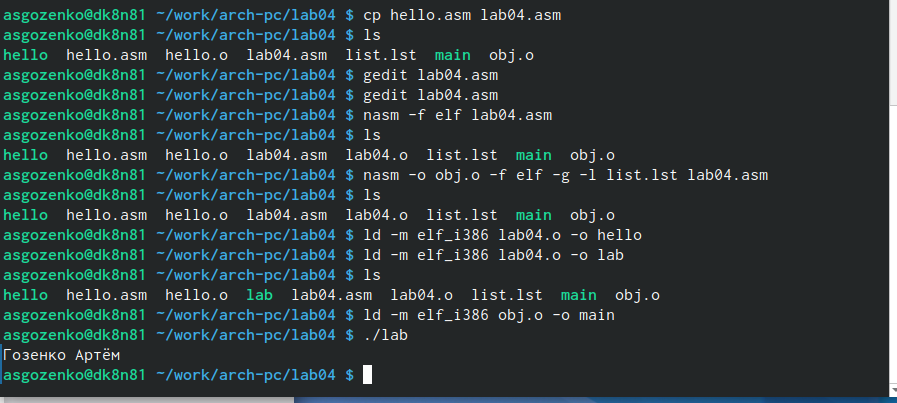 asgozenko@dk8n81 ~/work/arch-pc/lab04 $ cp hello.asm lab04.asm
asgozenko@dk8n81 ~/work/arch-pc/lab04 $ ls
hello  hello.asm  hello.o  lab04.asm  list.lst  main  obj.o
asgozenko@dk8n81 ~/work/arch-pc/lab04 $ gedit lab04.asm
asgozenko@dk8n81 ~/work/arch-pc/lab04 $ gedit lab04.asm
asgozenko@dk8n81 ~/work/arch-pc/lab04 $ nasm -f elf lab04.asm
asgozenko@dk8n81 ~/work/arch-pc/lab04 $ ls
hello  hello.asm  hello.o  lab04.asm  lab04.o  list.lst  main  obj.o
asgozenko@dk8n81 ~/work/arch-pc/lab04 $ nasm -o obj.o -f elf -g -l list.lst lab04.asm
asgozenko@dk8n81 ~/work/arch-pc/lab04 $ ls
hello  hello.asm  hello.o  lab04.asm  lab04.o  list.lst  main  obj.o
asgozenko@dk8n81 ~/work/arch-pc/lab04 $ ld -m elf_i386 lab04.o -o hello
asgozenko@dk8n81 ~/work/arch-pc/lab04 $ ld -m elf_i386 lab04.o -o lab
asgozenko@dk8n81 ~/work/arch-pc/lab04 $ ls
hello  hello.asm  hello.o  lab  lab04.asm  lab04.o  list.lst  main  obj.o
asgozenko@dk8n81 ~/work/arch-pc/lab04 $ ld -m elf_i386 obj.o -o main
asgozenko@dk8n81 ~/work/arch-pc/lab04 $ ./lab
Гозенко Артём
asgozenko@dk8n81 ~/work/arch-pc/lab04 $